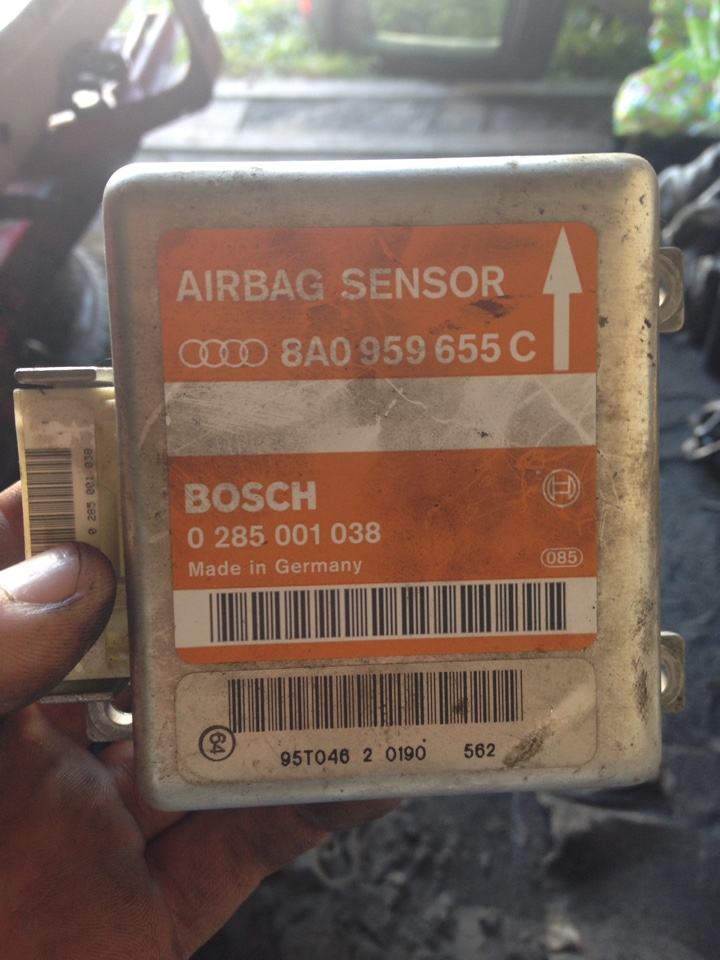 AIRBAG SENSOR
8A0 959 655 C
BOSCH
0 285 001 038
Made in Germany
085
0 285 001 038
64
95T046 2 0190 562